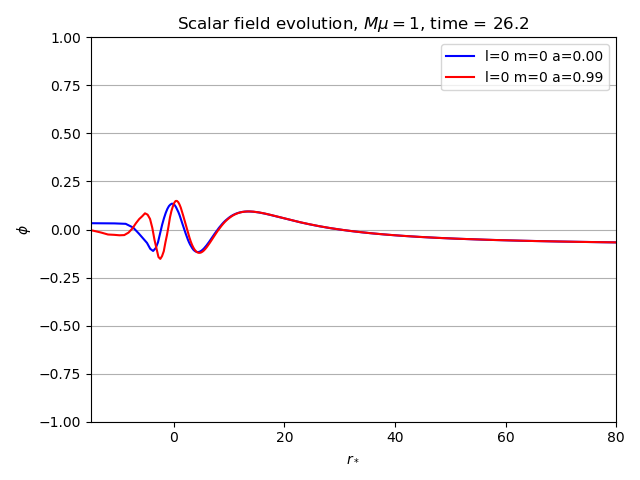 Scalar field evolution, Mμ = 1, time = 26.2
l=0 m=0 a=0.00
l=0 m=0 a=0.99
1.00
0.75
0.50
0.25
0.00
−0.25
−0.50
−0.75
−1.00
ϕ
0 20 40 60 80
r*